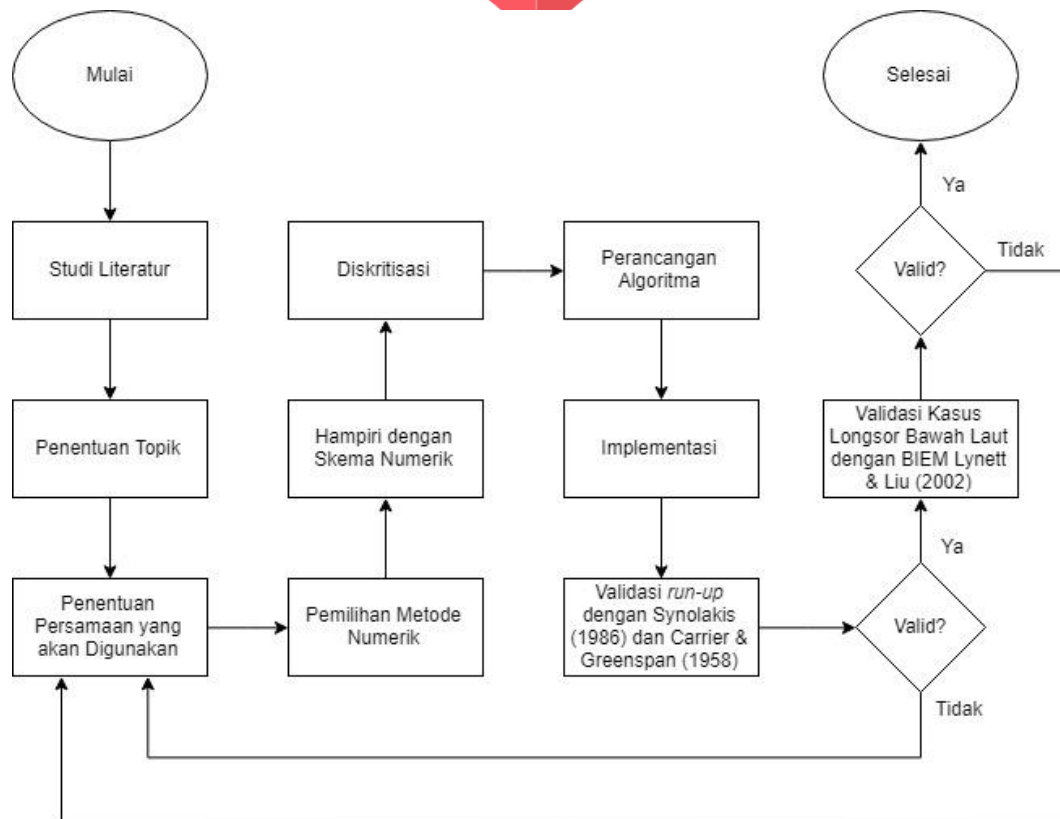 Mulai
Studi Literatur
Penentuan Topik
Penentuan
Persamaan yang
akan Digunakan
Pemilihan Metode
Numerik
Hampiri dengan
Skema Numerik
Diskritisasi
Perancangan
Algoritma
Implementasi
Validasi run-up
dengan Synolakis
(1986) dan Carrier &
Greenspan (1958)
Valid?
Tidak
Ya
Validasi Kasus
Longsor Bawah Laut
dengan BIEM Lynett
& Liu (2002)
Valid?
Tidak
Ya
Selesai